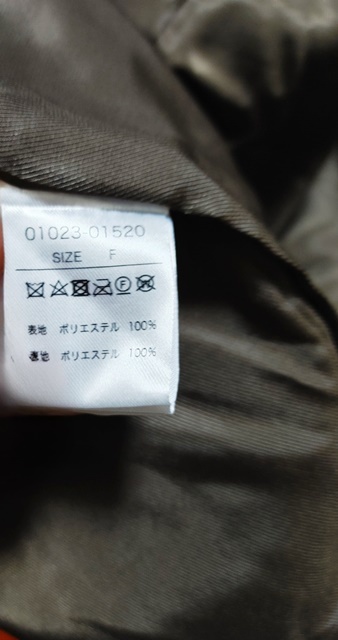 01023-01520
SIZE F
F W
表地 ポリエステル 100%
裏地 ポリエステル 100%